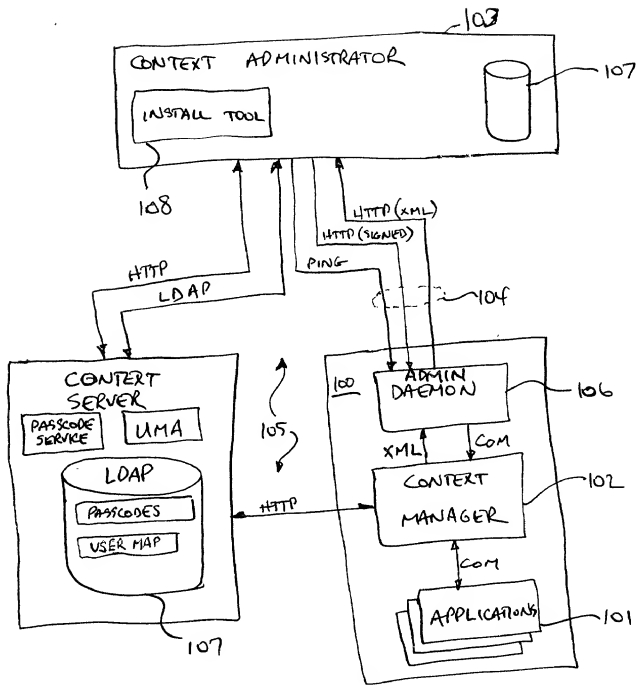 103
CONTEXT ADMINISTRATOR
107
INSTALL TOOL
108
HTTP (XML)
HTTP (SIGNED)
PING
HTTP
LDAP
104
CONTEXT
SERVER
PASSCODE
SERVICE
UMA
105
100
ADMIN
DAEMON
106
XML
COM
LDAP
PASSCODES
USER MAP
HTTP
CONTEXT
MANAGER
102
COM
APPLICATIONS
101
107